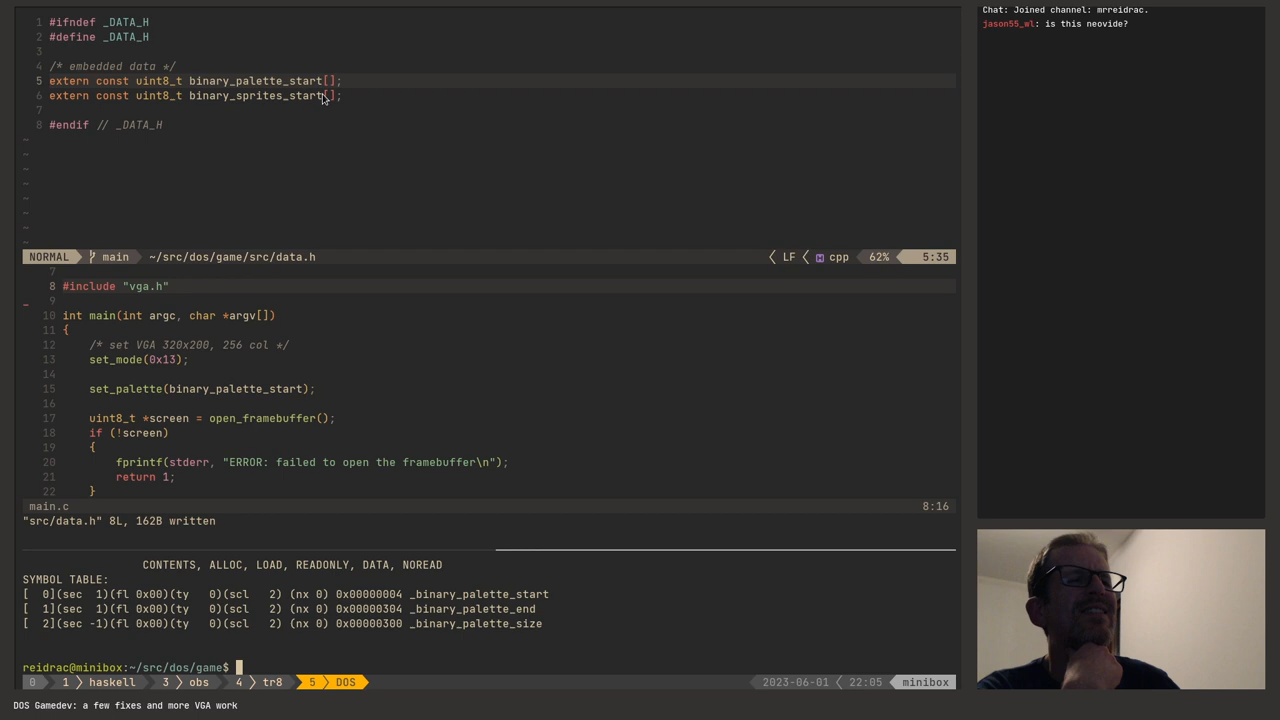 1 #ifndef _DATA_H
2 #define _DATA_H
3
4 /* embedded data */
5 extern const uint8_t binary_palette_start[];
6 extern const uint8_t binary_sprites_start[];
7
8 #endif // _DATA_H
~
~
~
~
~
~
~
~
NORMAL main ~/src/dos/game/src/data.h LF cpp 62% 5:35
7
8 #include "vga.h"
9
10 int main(int argc, char *argv[])
11 {
12 /* set VGA 320x200, 256 col */
13 set_mode(0x13);
14
15 set_palette(binary_palette_start);
16
17 uint8_t *screen = open_framebuffer();
18 if (!screen)
19 {
20 fprintf(stderr, "ERROR: failed to open the framebuffer\n");
21 return 1;
22 }
main.c 8:16
"src/data.h" 8L, 162B written
CONTENTS, ALLOC, LOAD, READONLY, DATA, NOREAD
SYMBOL TABLE:
[ 0](sec 1)(fl 0x00)(ty 0)(scl 2) (nx 0) 0x00000004 _binary_palette_start
[ 1](sec 1)(fl 0x00)(ty 0)(scl 2) (nx 0) 0x00000304 _binary_palette_end
[ 2](sec -1)(fl 0x00)(ty 0)(scl 2) (nx 0) 0x00000300 _binary_palette_size
reidrac@minibox:~/src/dos/game$
0 1 haskell 3 obs 4 tr8 5 DOS 2023-06-01 22:05 minibox
DOS Gamedev: a few fixes and more VGA work
Chat: Joined channel: mrreidrac.
jason55_wl: is this neovide?